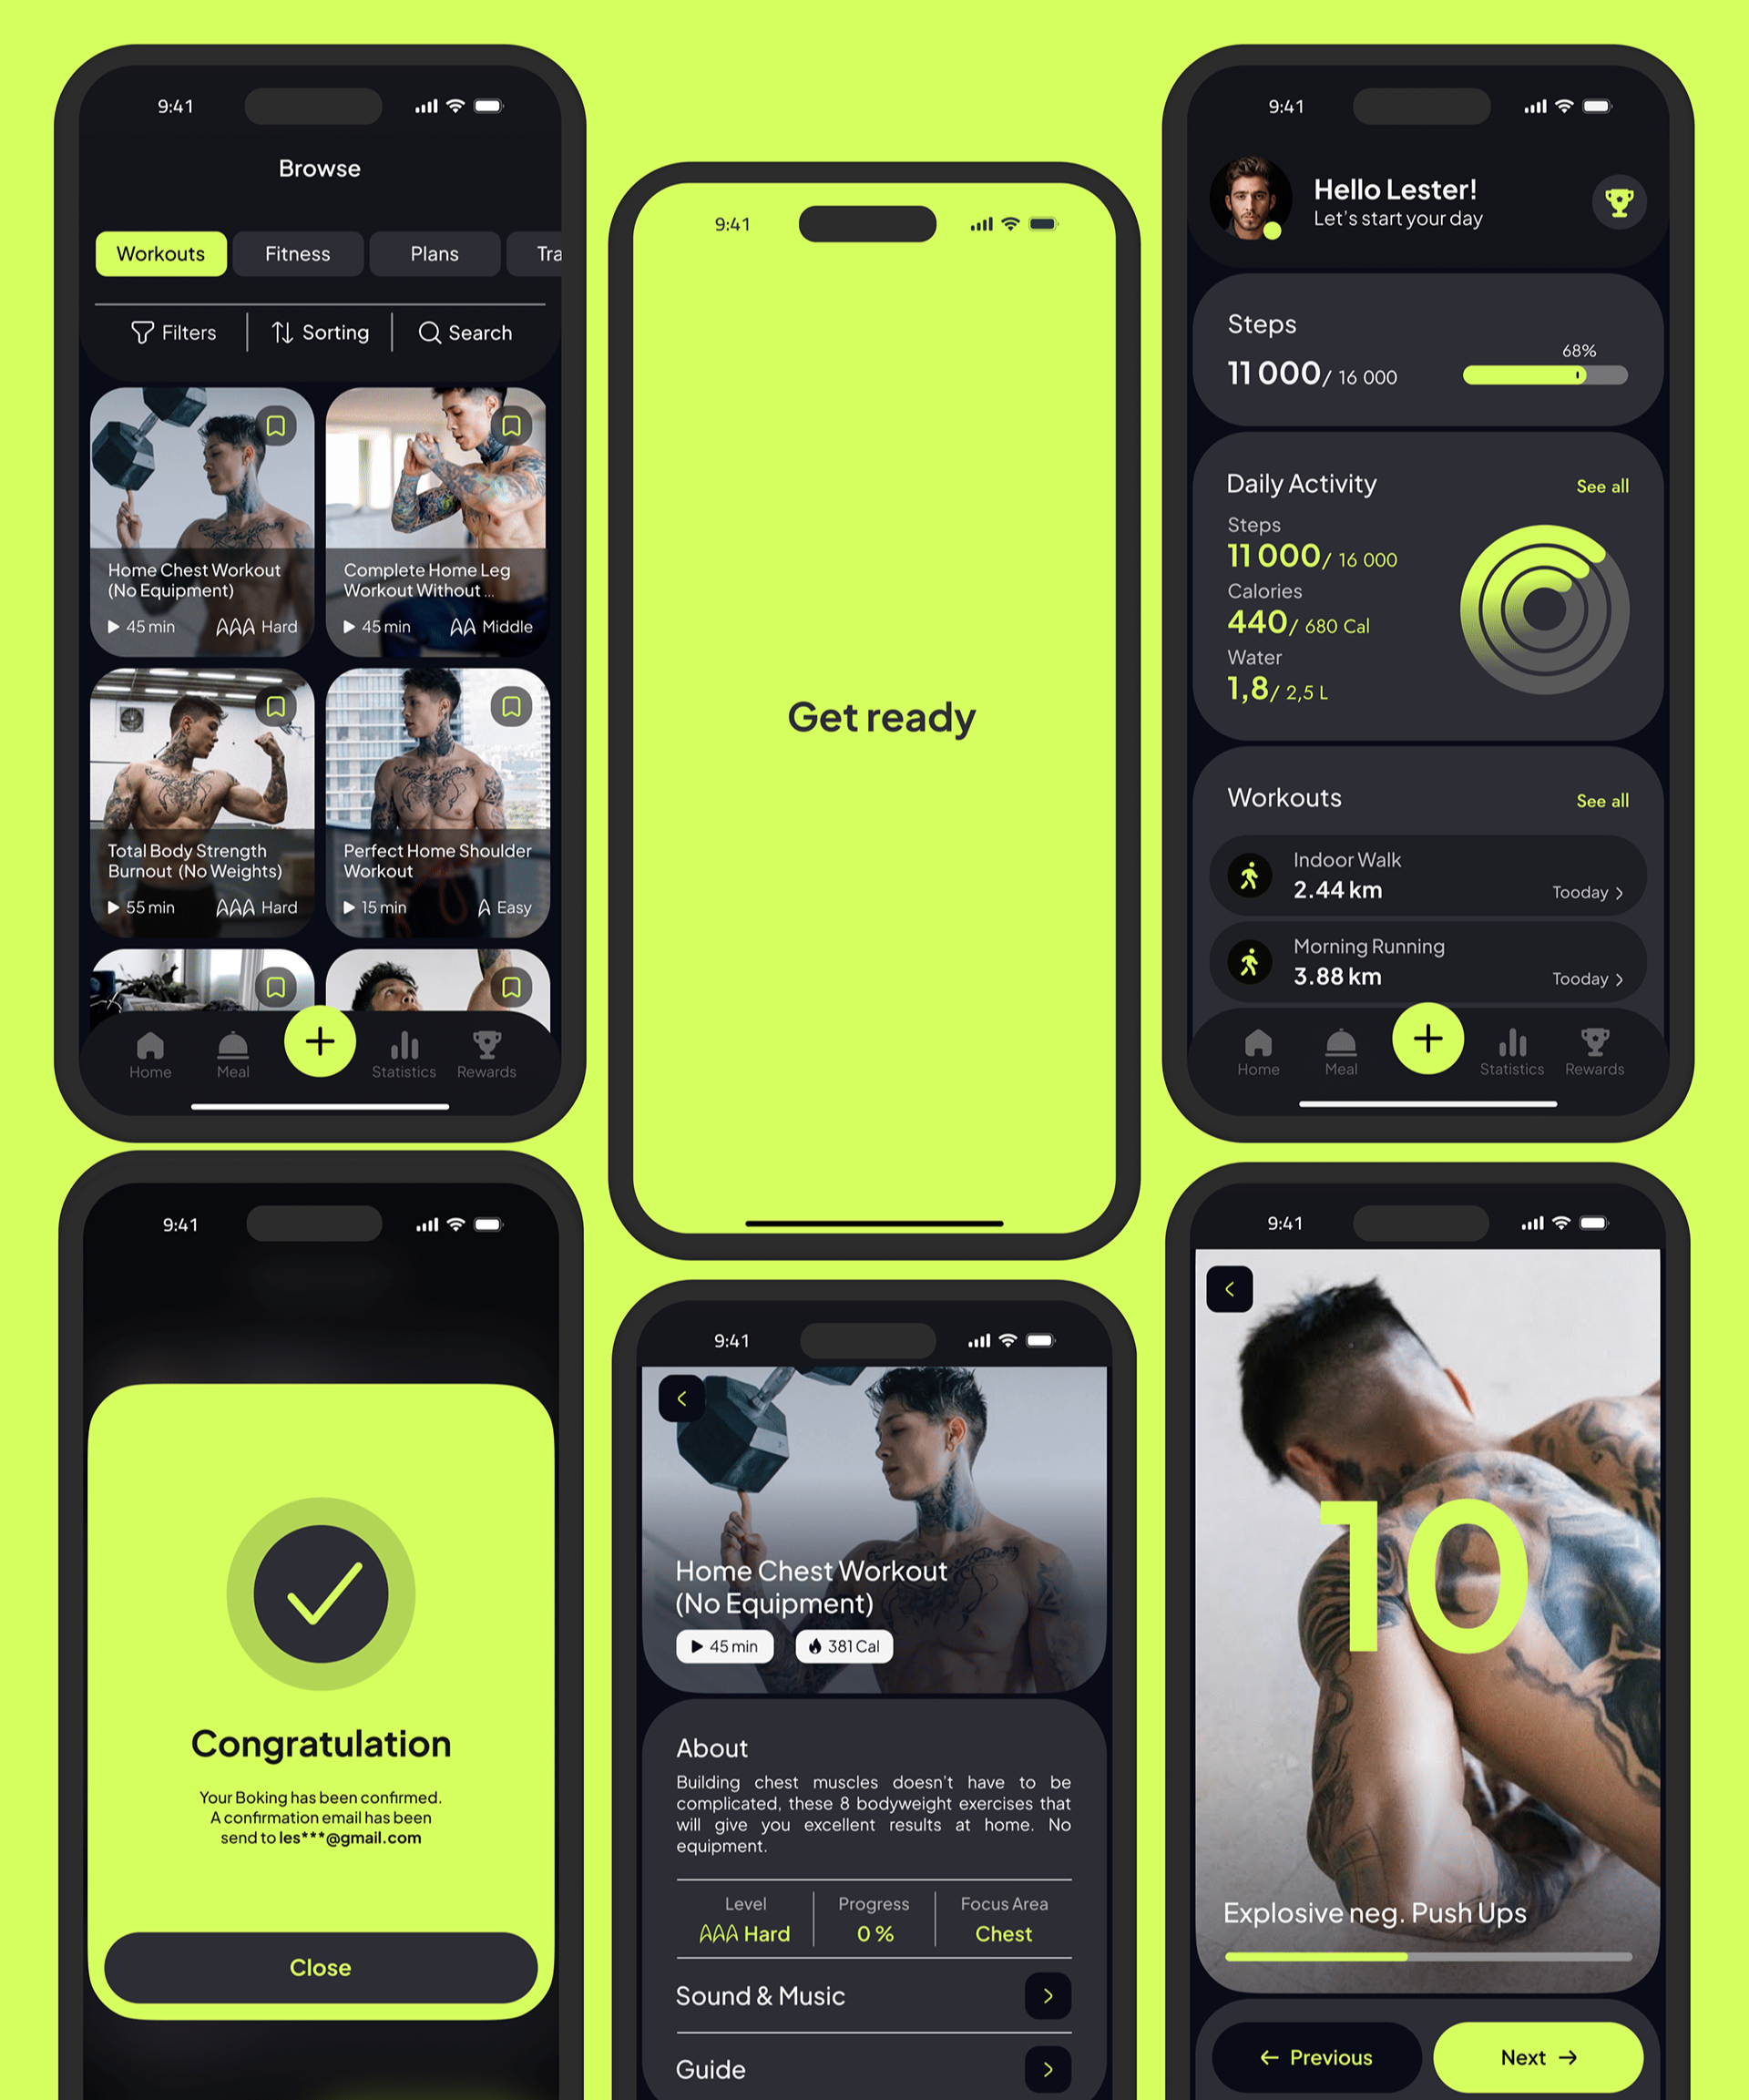 9:41
Browse
Workouts
Fitness
Plans
Tra
Filters
Sorting
Search
Home Chest Workout
(No Equipment)
45 min
Hard
Complete Home Leg
Workout Without ...
45 min
Middle
Total Body Strength
Burnout (No Weights)
55 min
Hard
Perfect Home Shoulder
Workout
15 min
Easy
Home
Meal
Statistics
Rewards
9:41
Get ready
9:41
Hello Lester!
Let's start your day
Steps
11 000/ 16 000
68%
Daily Activity
See all
Steps
11 000/ 16 000
Calories
440/ 680 Cal
Water
1,8/ 2,5 L
Workouts
See all
Indoor Walk
2.44 km
Tooday
Morning Running
3.88 km
Tooday
Home
Meal
Statistics
Rewards
9:41
Congratulation
Your Boking has been confirmed.
A confirmation email has been
send to les***@gmail.com
Close
9:41
Home Chest Workout
(No Equipment)
45 min
381 Cal
About
Building chest muscles doesn't have to be
complicated, these 8 bodyweight exercises that
will give you excellent results at home. No
equipment.
Level
Hard
Progress
0 %
Focus Area
Chest
Sound & Music
Guide
9:41
10
Explosive neg. Push Ups
Previous
Next